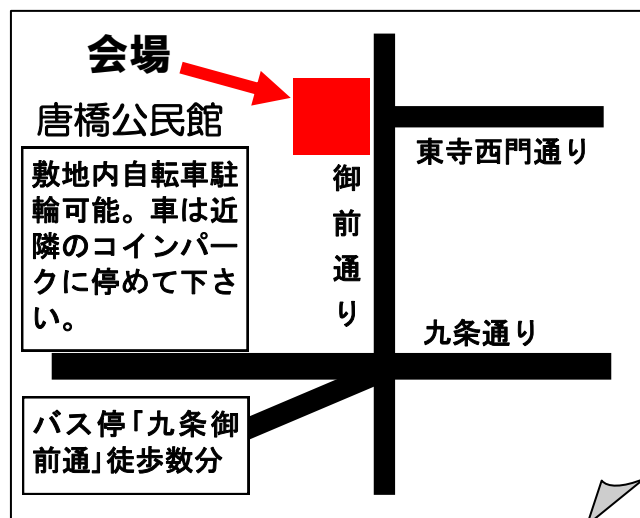 会場
唐橋公民館
敷地内自転車駐
輪可能。車は近
隣のコインパー
クに停めて下さ
い。
東寺西門通り
御前通り
九条通り
バス停「九条御
前通」徒歩数分